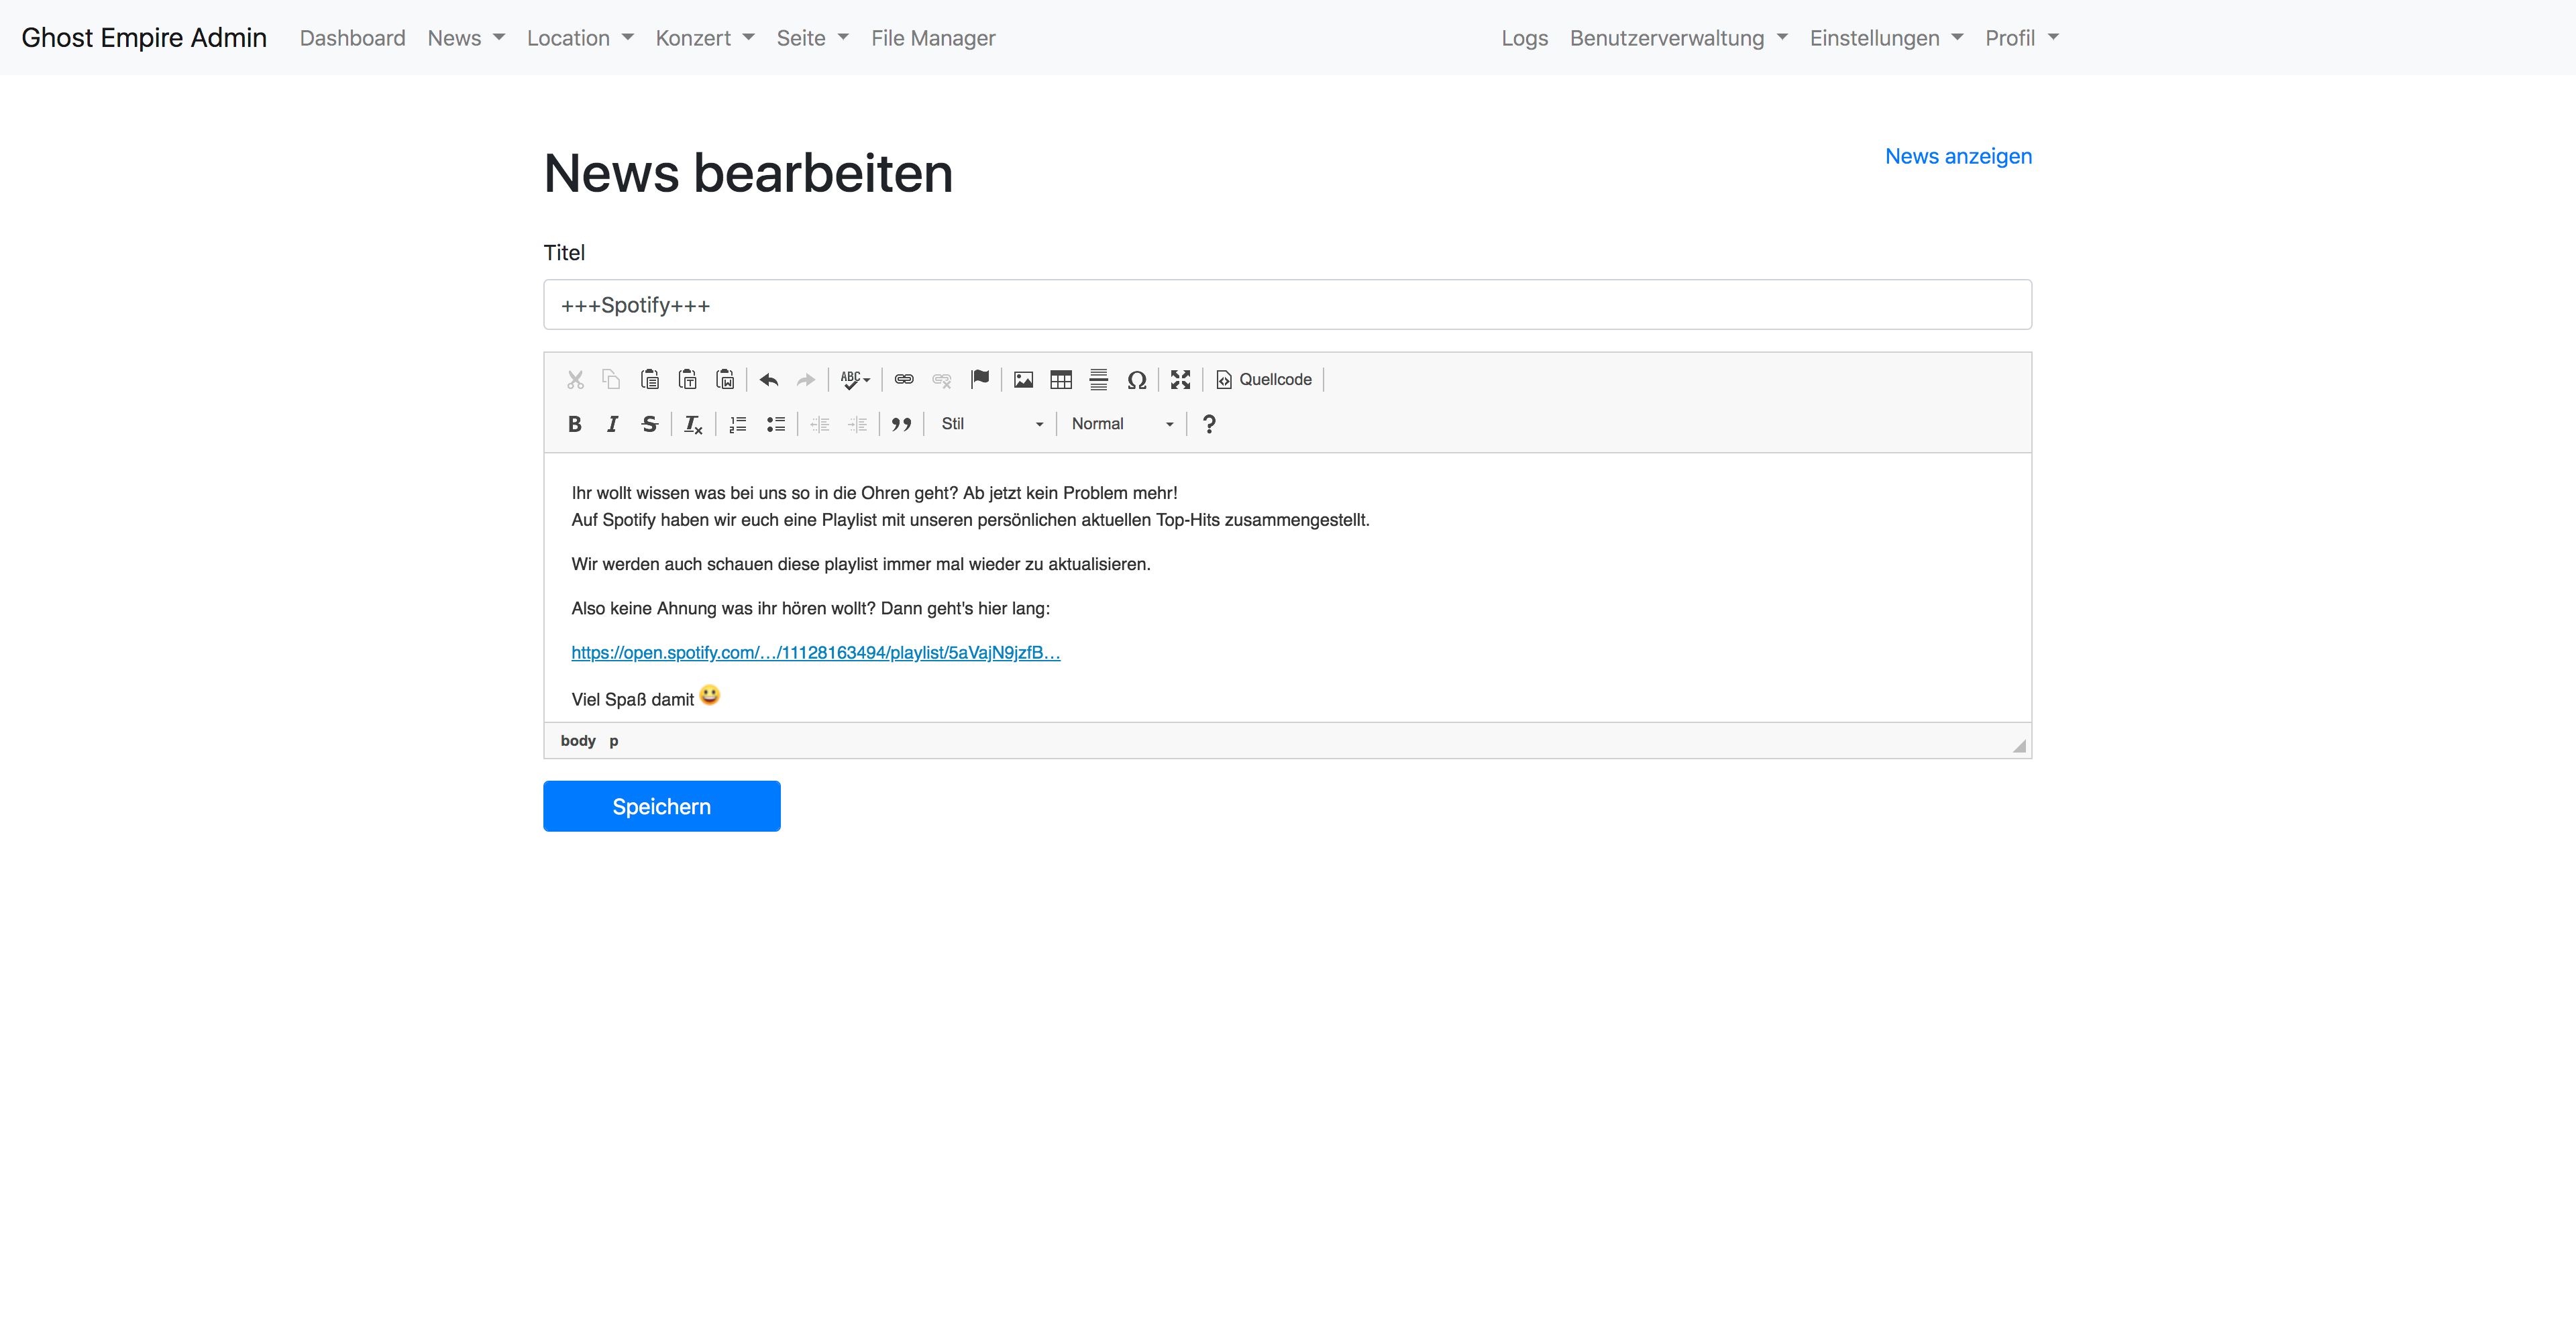 Ghost Empire Admin Dashboard News Location Konzert Seite File Manager Logs Benutzerverwaltung Einstellungen Profil
News bearbeiten
News anzeigen
Titel
+++Spotify+++
ABC Quellcode
B I S Stil Normal ?
Ihr wollt wissen was bei uns so in die Ohren geht? Ab jetzt kein Problem mehr!
Auf Spotify haben wir euch eine Playlist mit unseren persönlichen aktuellen Top-Hits zusammengestellt.
Wir werden auch schauen diese playlist immer mal wieder zu aktualisieren.
Also keine Ahnung was ihr hören wollt? Dann geht's hier lang:
https://open.spotify.com/…/11128163494/playlist/5aVajN9jzfB…
Viel Spaß damit 😀
body p
Speichern